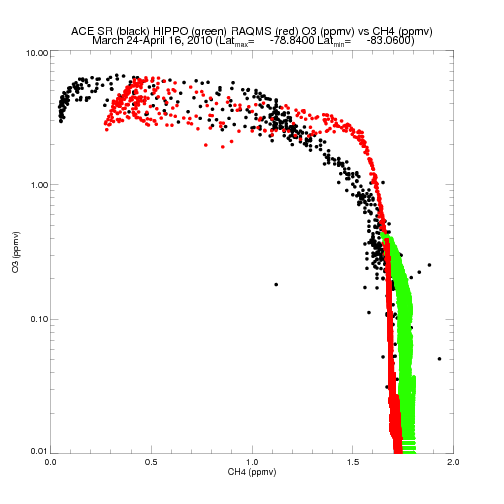 ACE SR (black) HIPPO (green) RAQMS (red) O3 (ppmv) vs CH4 (ppmv)
March 24-April 16, 2010 (Latmax= -78.8400 Latmin= -83.0600)
10.00
1.00
0.10
0.01
O3 (ppmv)
0.0 0.5 1.0 1.5 2.0
CH4 (ppmv)